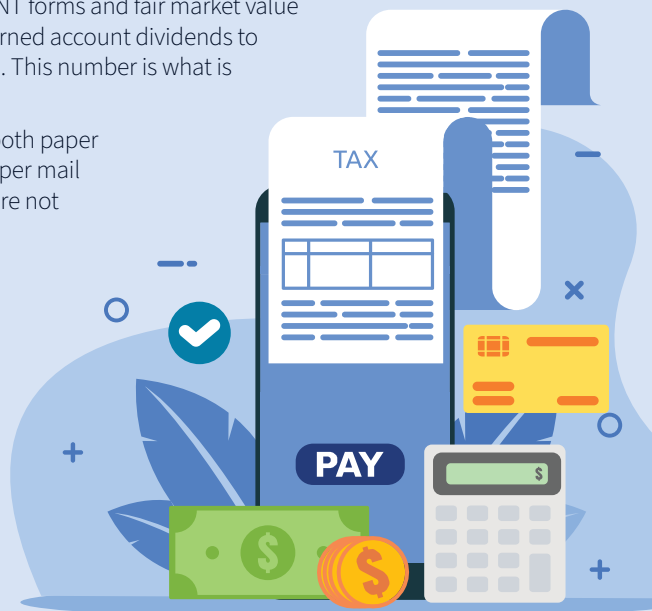 NT forms and fair market value
rned account dividends to
. This number is what is
oth paper
per mail
re not
TAX
PAY
$
$
$